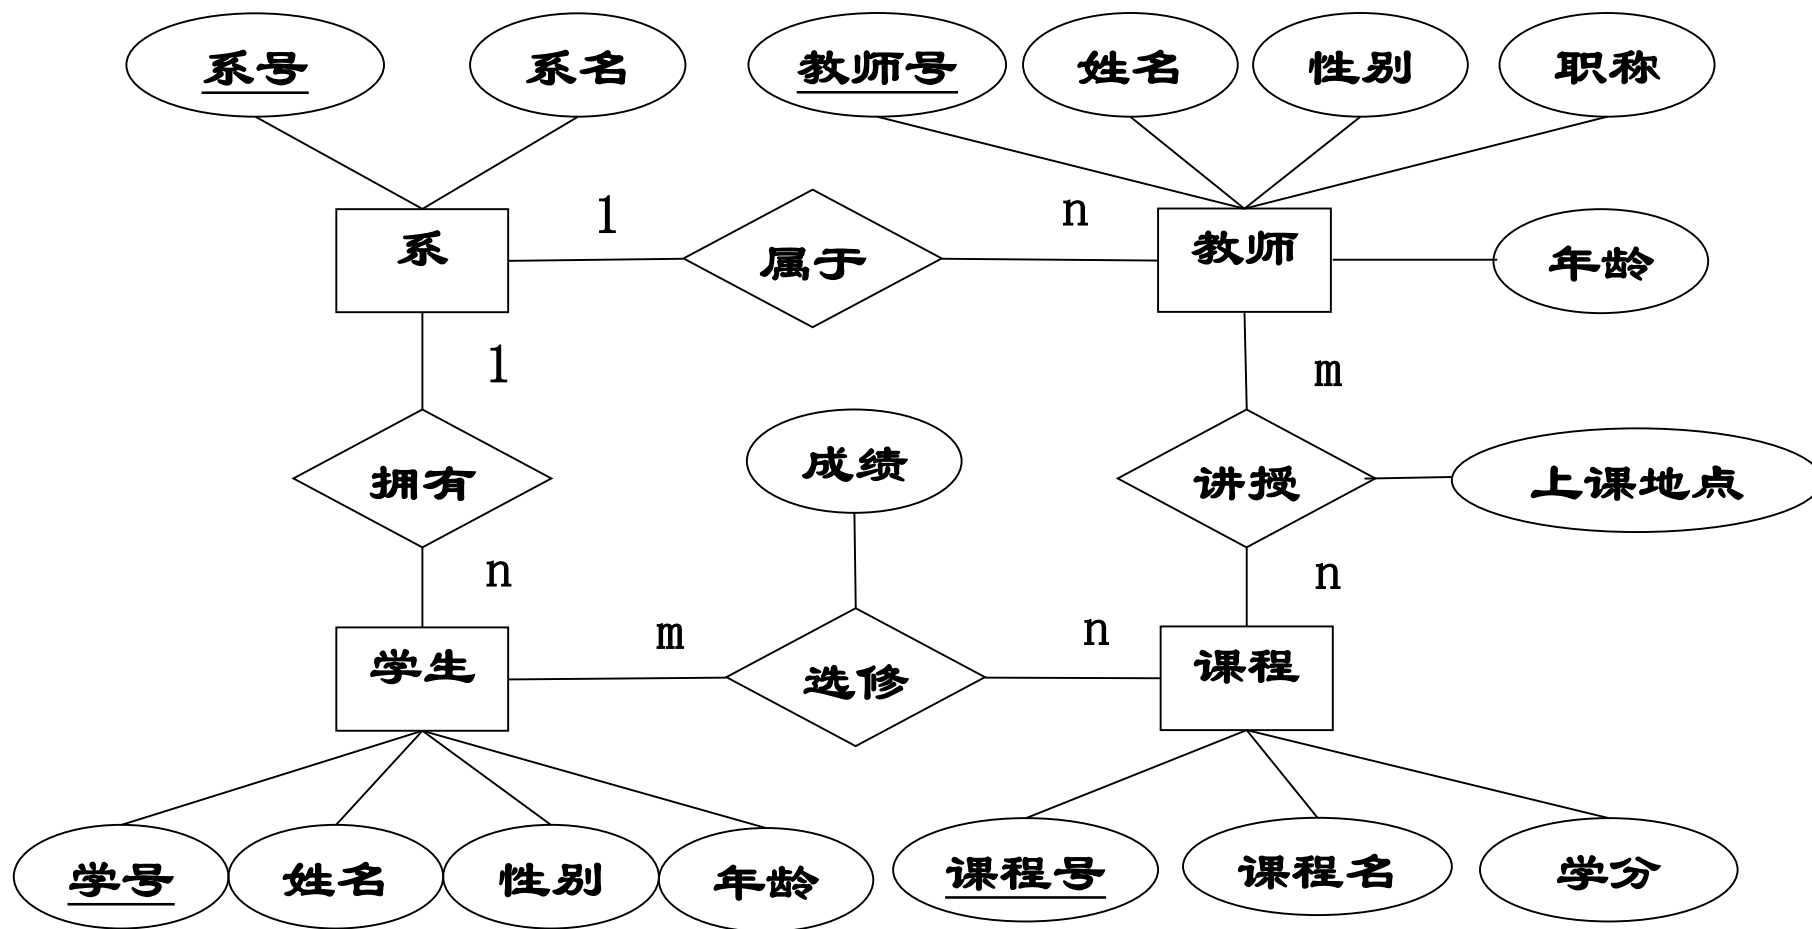 系号 系名 教师号 姓名 性别 职称
1 n
系 属于 教师 年龄
1 m
成绩
拥有 讲授 上课地点
n n
m n
学生 选修 课程
学号 姓名 性别 年龄 课程号 课程名 学分